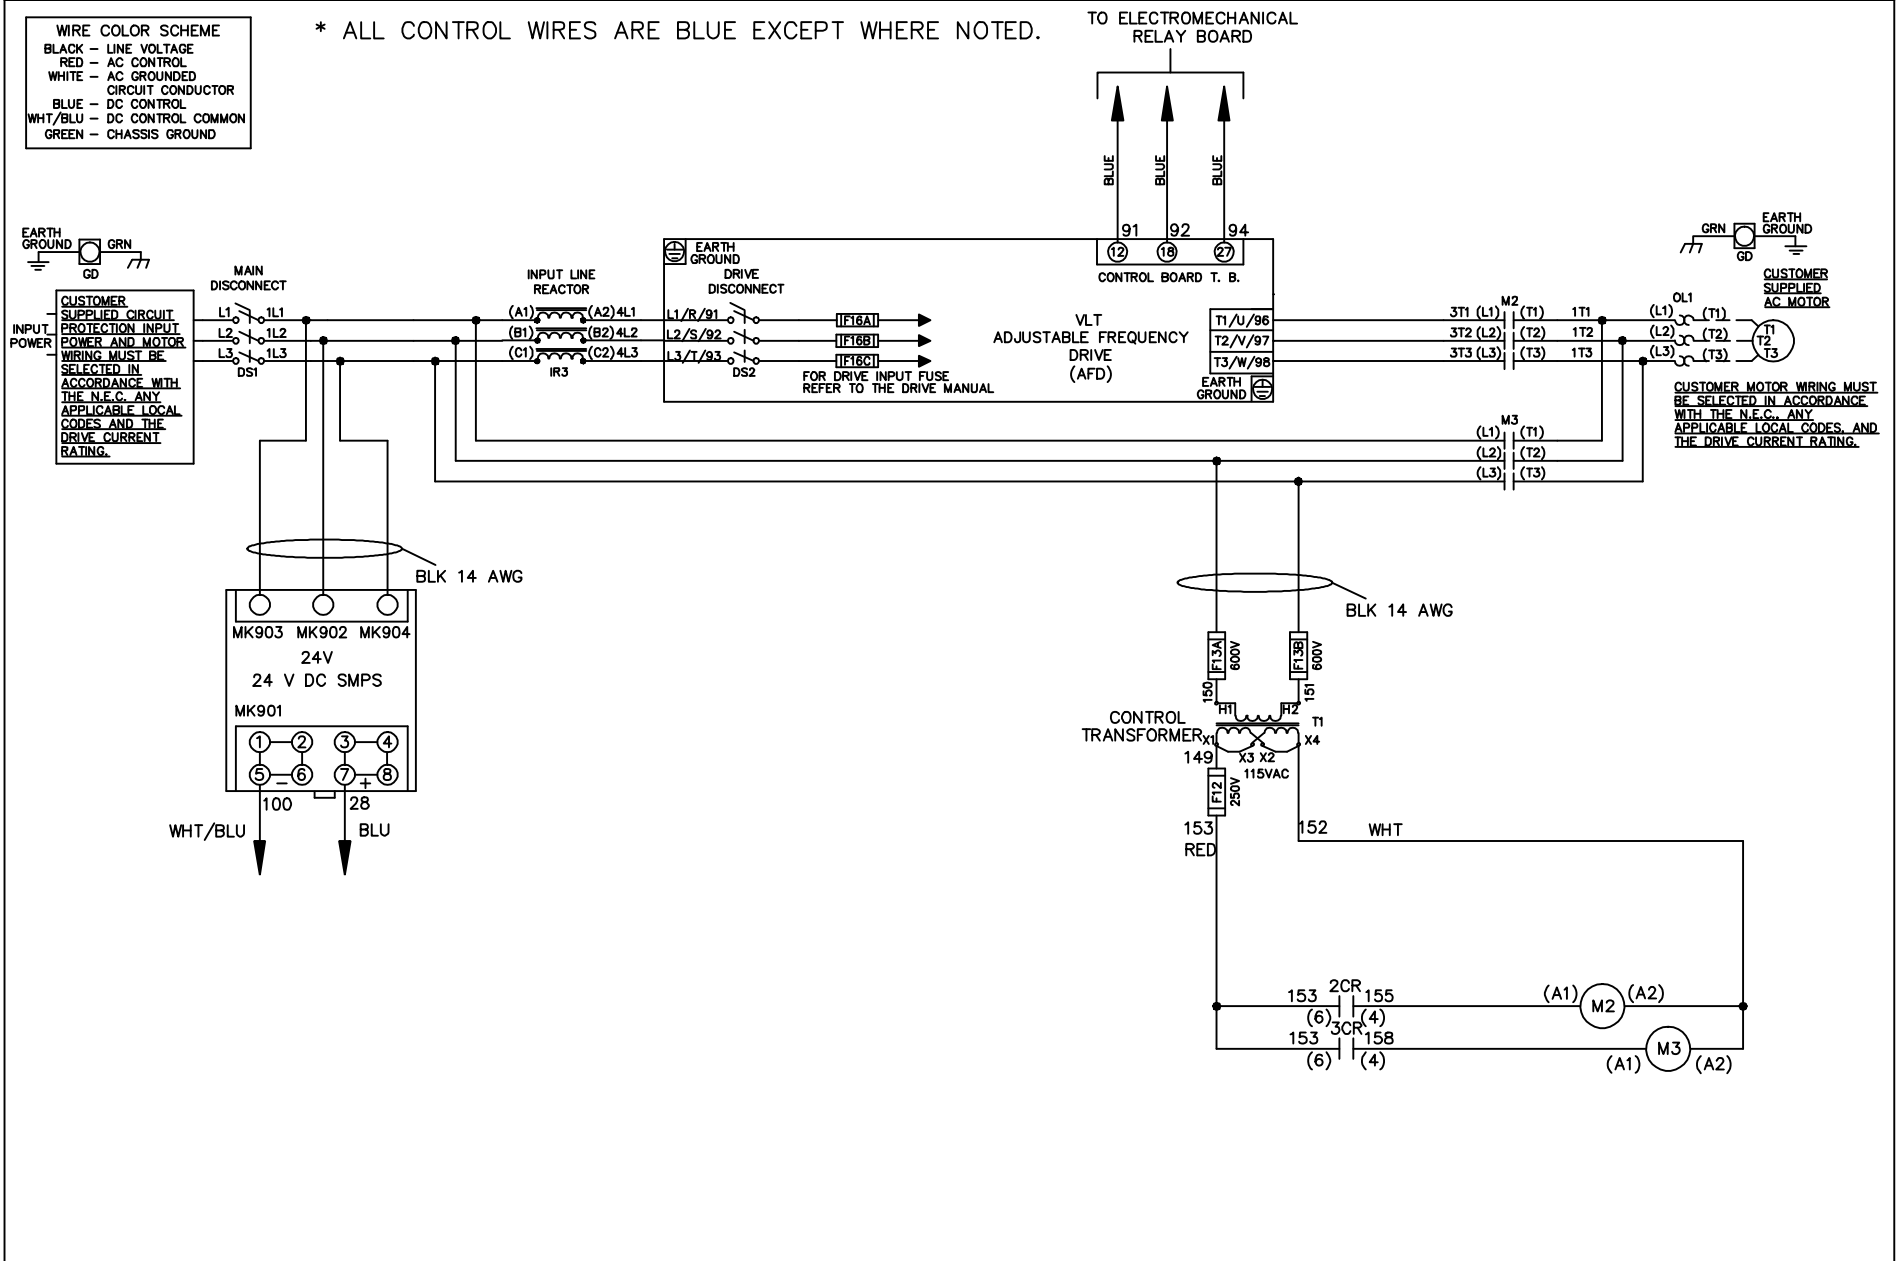 WIRE COLOR SCHEME
BLACK – LINE VOLTAGE
RED – AC CONTROL
WHITE – AC GROUNDED
CIRCUIT CONDUCTOR
BLUE – DC CONTROL
WHT/BLU – DC CONTROL COMMON
GREEN – CHASSIS GROUND
* ALL CONTROL WIRES ARE BLUE EXCEPT WHERE NOTED.
TO ELECTROMECHANICAL
RELAY BOARD
BLUE
BLUE
BLUE
91 92 94
12 18 27
CONTROL BOARD T. B.
EARTH
GROUND
GRN
GD
INPUT
POWER
CUSTOMER
SUPPLIED CIRCUIT
PROTECTION INPUT
POWER AND MOTOR
WIRING MUST BE
SELECTED IN
ACCORDANCE WITH
THE N.E.C. ANY
APPLICABLE LOCAL
CODES AND THE
DRIVE CURRENT
RATING.
MAIN
DISCONNECT
L1 1L1
L2 1L2
L3 1L3
DS1
INPUT LINE
REACTOR
(A1) (A2) 4L1
(B1) (B2) 4L2
(C1) (C2) 4L3
IR3
EARTH
GROUND
DRIVE
DISCONNECT
L1/R/91
L2/S/92
L3/T/93
DS2
F16A
F16B
F16C
FOR DRIVE INPUT FUSE
REFER TO THE DRIVE MANUAL
VLT
ADJUSTABLE FREQUENCY
DRIVE
(AFD)
T1/U/96
T2/V/97
T3/W/98
EARTH
GROUND
M2
3T1 (L1) (T1) 1T1
3T2 (L2) (T2) 1T2
3T3 (L3) (T3) 1T3
M3
(L1) (T1)
(L2) (T2)
(L3) (T3)
OL1
(L1) (T1)
(L2) (T2)
(L3) (T3)
GRN
EARTH
GROUND
GD
CUSTOMER
SUPPLIED
AC MOTOR
T1
T2
T3
CUSTOMER MOTOR WIRING MUST
BE SELECTED IN ACCORDANCE
WITH THE N.E.C., ANY
APPLICABLE LOCAL CODES, AND
THE DRIVE CURRENT RATING.
BLK 14 AWG
MK903 MK902 MK904
24V
24 V DC SMPS
MK901
1 2 3 4
5 6 7 8
– +
100 28
WHT/BLU BLU
BLK 14 AWG
F13A
600V
F13B
600V
150
151
H1 H2
T1
CONTROL
TRANSFORMER
X1 X3 X2 X4
115VAC
149
F12
250V
153
RED
152 WHT
2CR
153 155
(6) (4)
(A1) M2 (A2)
3CR
153 158
(6) (4)
(A1) M3 (A2)